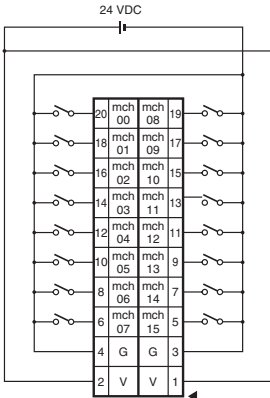 24 VDC
20 mch 00 mch 08 19
18 mch 01 mch 09 17
16 mch 02 mch 10 15
14 mch 03 mch 11 13
12 mch 04 mch 12 11
10 mch 05 mch 13 9
8 mch 06 mch 14 7
6 mch 07 mch 15 5
4 G G 3
2 V V 1